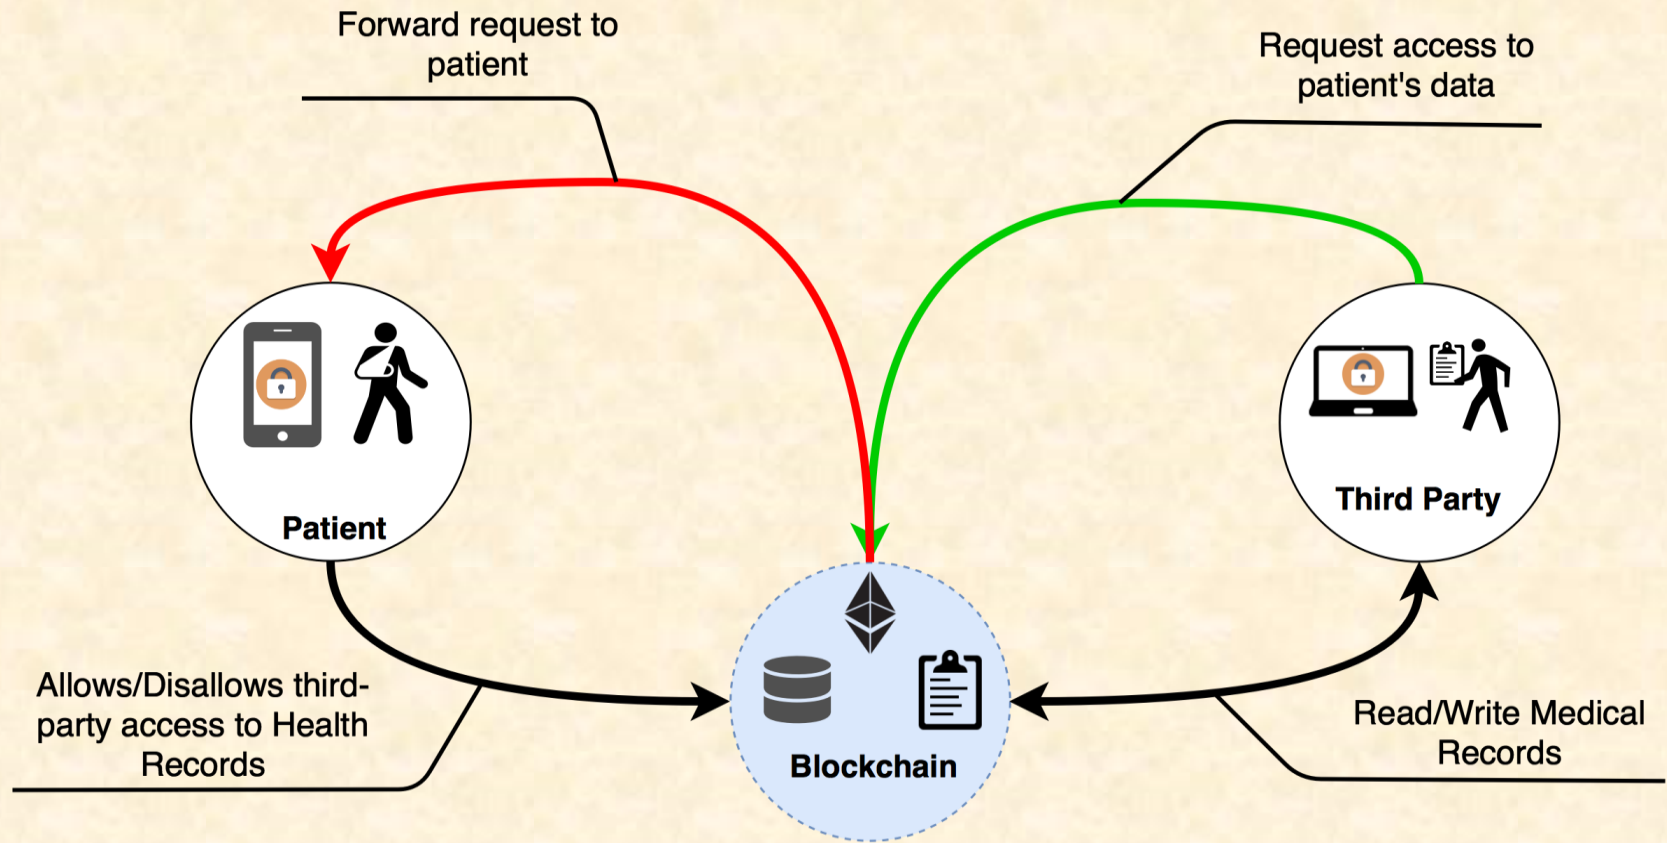 Forward request to
patient
Request access to
patient's data
Patient
Third Party
Blockchain
Allows/Disallows third-
party access to Health
Records
Read/Write Medical
Records